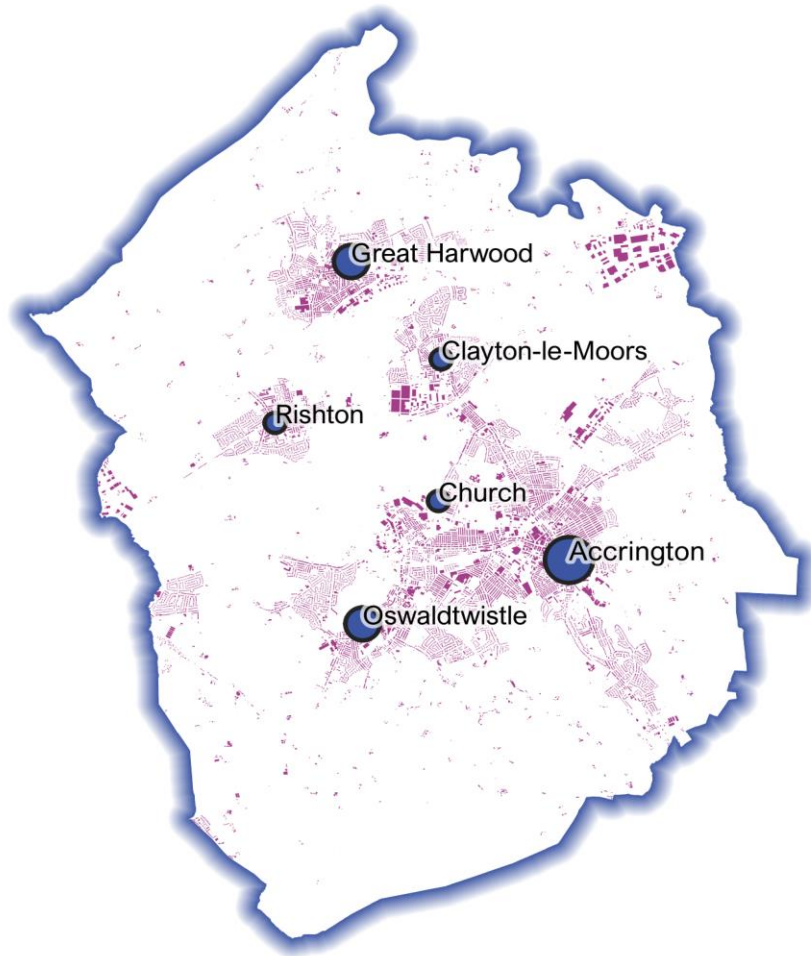 Great Harwood
Clayton-le-Moors
Rishton
Church
Accrington
Oswaldtwistle